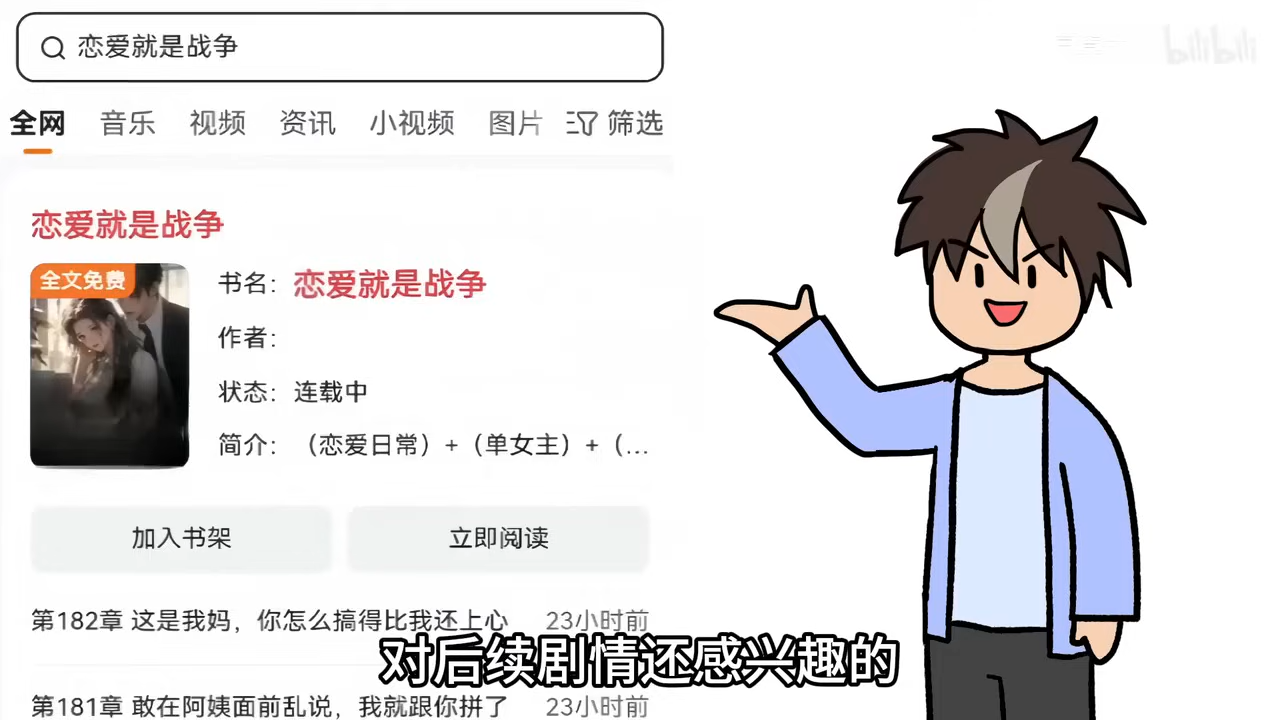 恋爱就是战争
全网 音乐 视频 资讯 小视频 图片 筛选
恋爱就是战争
全文免费
书名： 恋爱就是战争
作者：
状态： 连载中
简介： （恋爱日常）+（单女主）+（...
加入书架 立即阅读
第182章 这是我妈，你怎么搞得比我还上心 23小时前
对后续剧情还感兴趣的
第181章 敢在阿姨面前乱说，我就跟你拼了 23小时前
bilibili